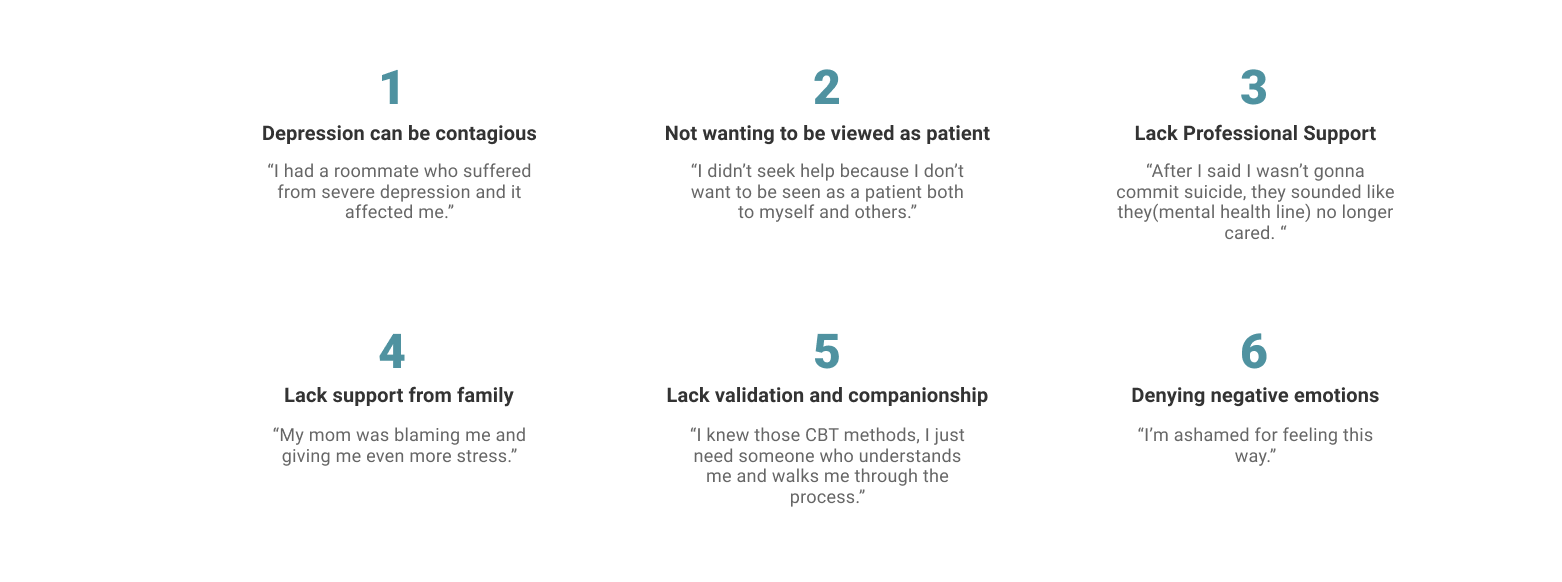 1
Depression can be contagious
“I had a roommate who suffered
from severe depression and it
affected me.”
2
Not wanting to be viewed as patient
“I didn’t seek help because I don’t
want to be seen as a patient both
to myself and others.”
3
Lack Professional Support
“After I said I wasn’t gonna
commit suicide, they sounded like
they(mental health line) no longer
cared. “
4
Lack support from family
“My mom was blaming me and
giving me even more stress.”
5
Lack validation and companionship
“I knew those CBT methods, I just
need someone who understands
me and walks me through the
process.”
6
Denying negative emotions
“I’m ashamed for feeling this
way.”